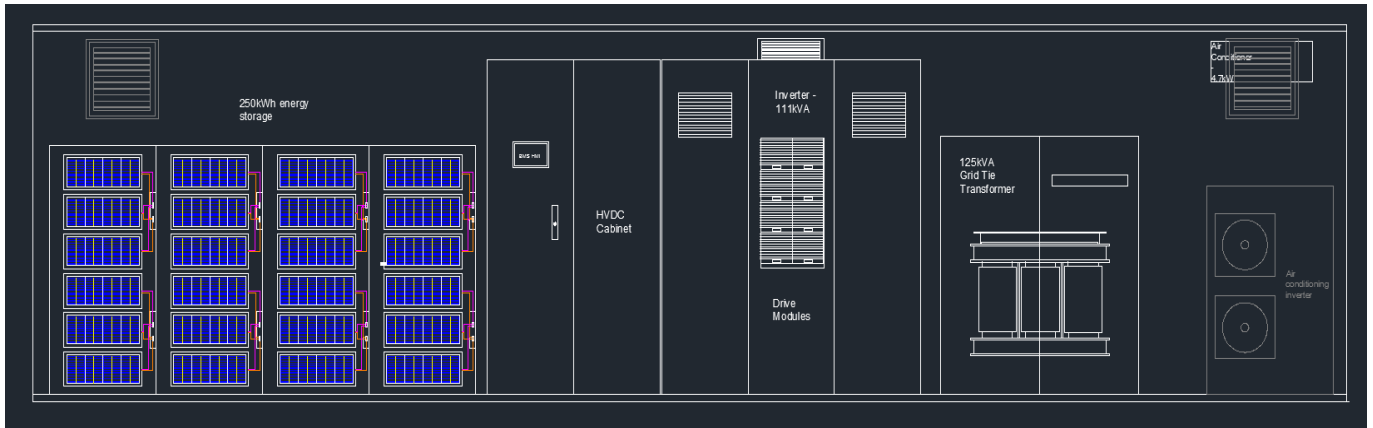 250kWh energy
storage
BMS HMI
HVDC
Cabinet
Inverter -
111kVA
Drive
Modules
125kVA
Grid Tie
Transformer
Air
Conditioner
-
4.7kW
Air
conditioning
inverter